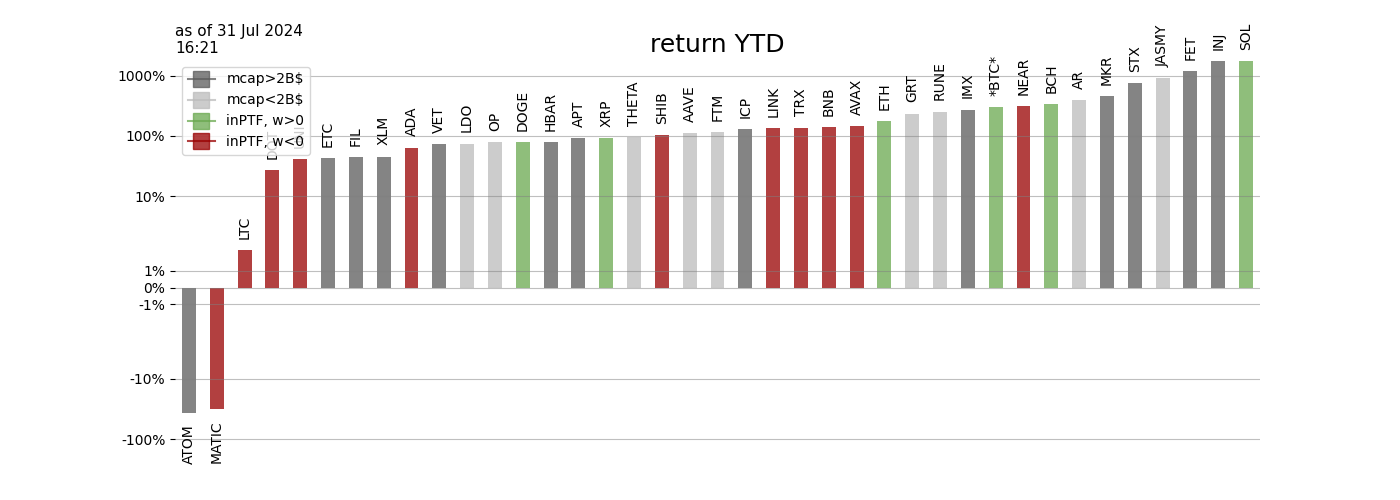 as of 31 Jul 2024
16:21
return YTD
mcap>2B$
mcap<2B$
inPTF, w>0
inPTF, w<0
1000%
100%
10%
1%
0%
-1%
-10%
-100%
ATOM
MATIC
LTC
ETC
FIL
XLM
ADA
VET
LDO
OP
DOGE
HBAR
APT
XRP
THETA
SHIB
AAVE
FTM
ICP
LINK
TRX
BNB
AVAX
ETH
GRT
RUNE
IMX
*BTC*
NEAR
BCH
AR
MKR
STX
JASMY
FET
INJ
SOL